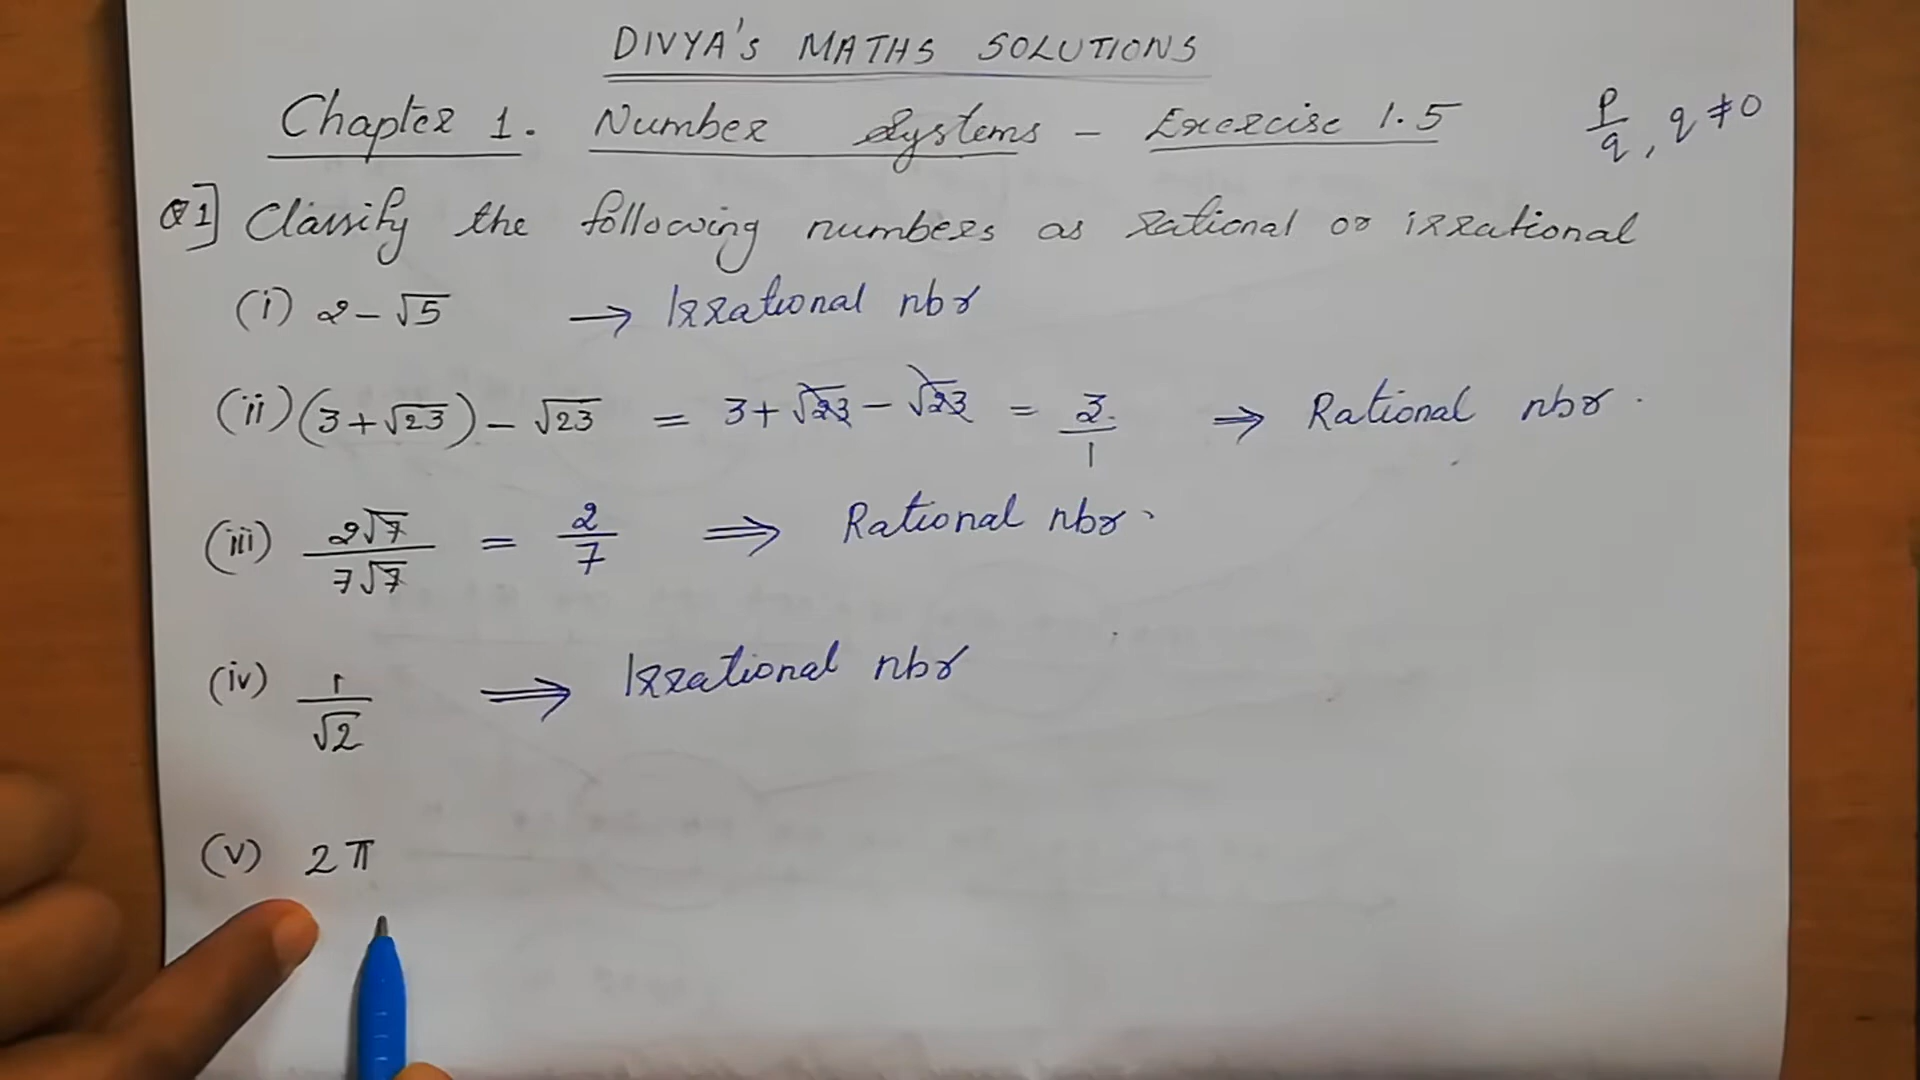 DIVYA's MATHS SOLUTIONS
Chapter 1. Number Systems - Exercise 1.5
p/q, q ≠ 0
Q1] Classify the following numbers as rational or irrational
(i) 2 - √5 → Irrational nbr
(ii) (3 + √23) - √23 = 3 + √23 - √23 = 3/1 ⇒ Rational nbr.
(iii) 2√7/7√7 = 2/7 ⇒ Rational nbr.
(iv) 1/√2 ⇒ Irrational nbr
(v) 2π